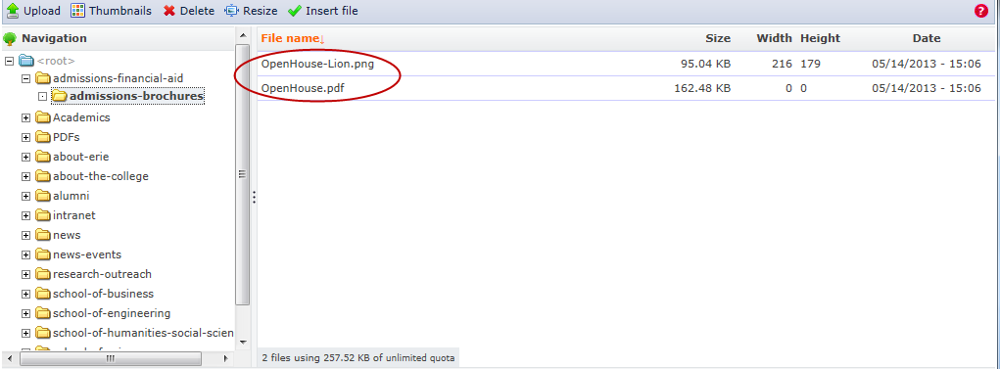 Upload Thumbnails Delete Resize Insert file ?
Navigation
<root>
admissions-financial-aid
admissions-brochures
Academics
PDFs
about-erie
about-the-college
alumni
intranet
news
news-events
research-outreach
school-of-business
school-of-engineering
school-of-humanities-social-scien
File name↓ Size Width Height Date
OpenHouse-Lion.png 95.04 KB 216 179 05/14/2013 - 15:06
OpenHouse.pdf 162.48 KB 0 0 05/14/2013 - 15:06
2 files using 257.52 KB of unlimited quota